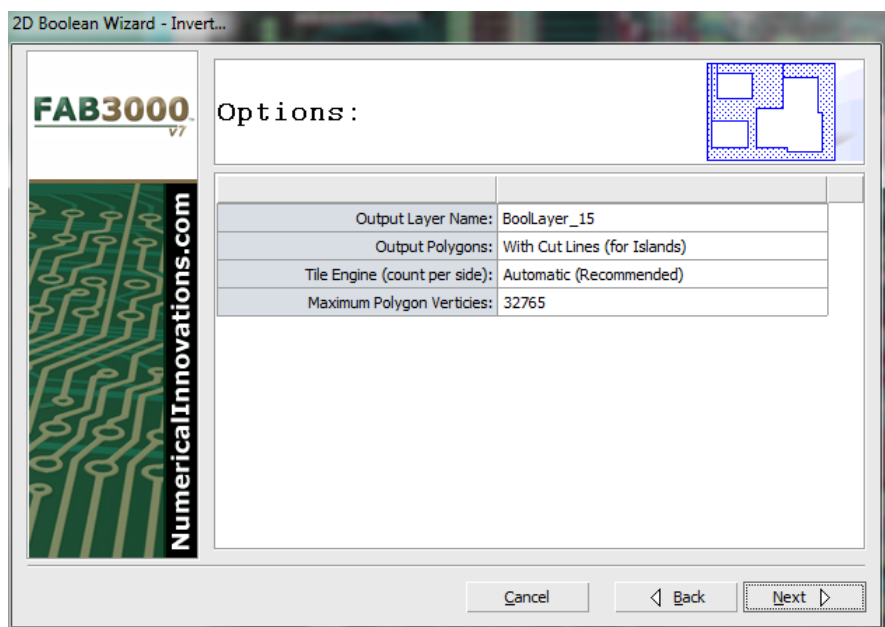 2D Boolean Wizard - Invert...
FAB3000
v7
NumericalInnovations.com
Options:
Output Layer Name: BoolLayer_15
Output Polygons: With Cut Lines (for Islands)
Tile Engine (count per side): Automatic (Recommended)
Maximum Polygon Verticies: 32765
Cancel
Back
Next